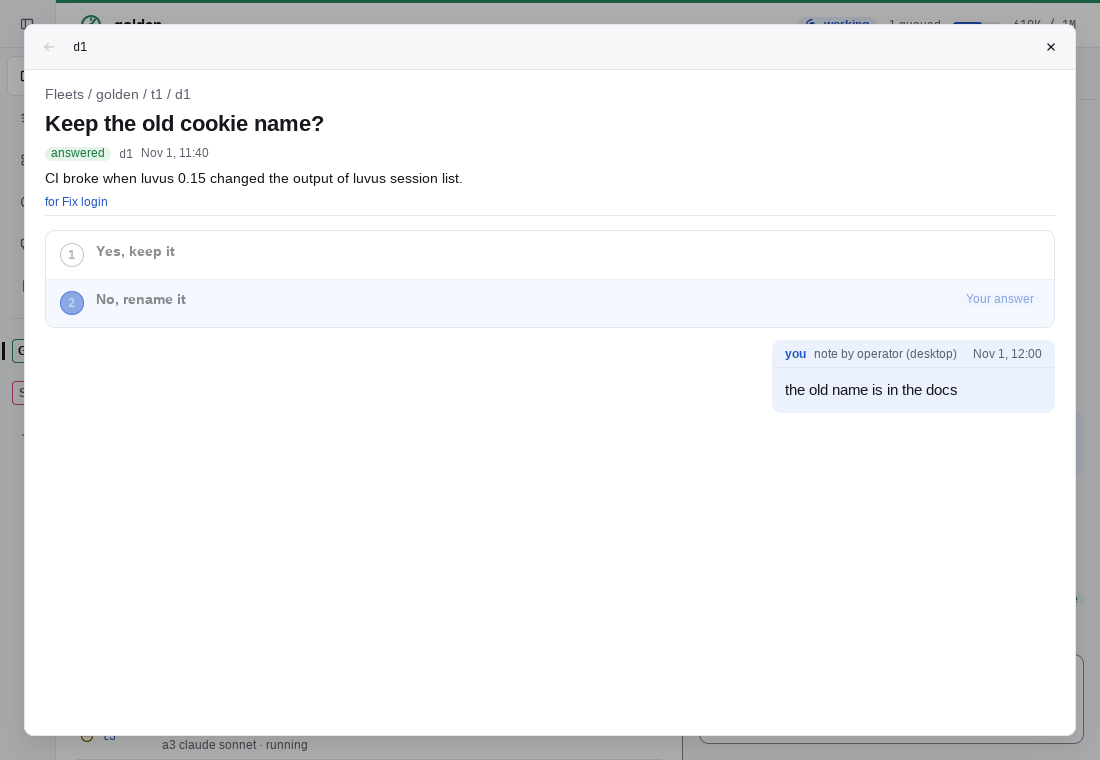 d1
Fleets / golden / t1 / d1
Keep the old cookie name?
answered d1 Nov 1, 11:40
CI broke when luvus 0.15 changed the output of luvus session list.
for Fix login
1 Yes, keep it
2 No, rename it Your answer
you note by operator (desktop) Nov 1, 12:00
the old name is in the docs
a3 claude sonnet · running